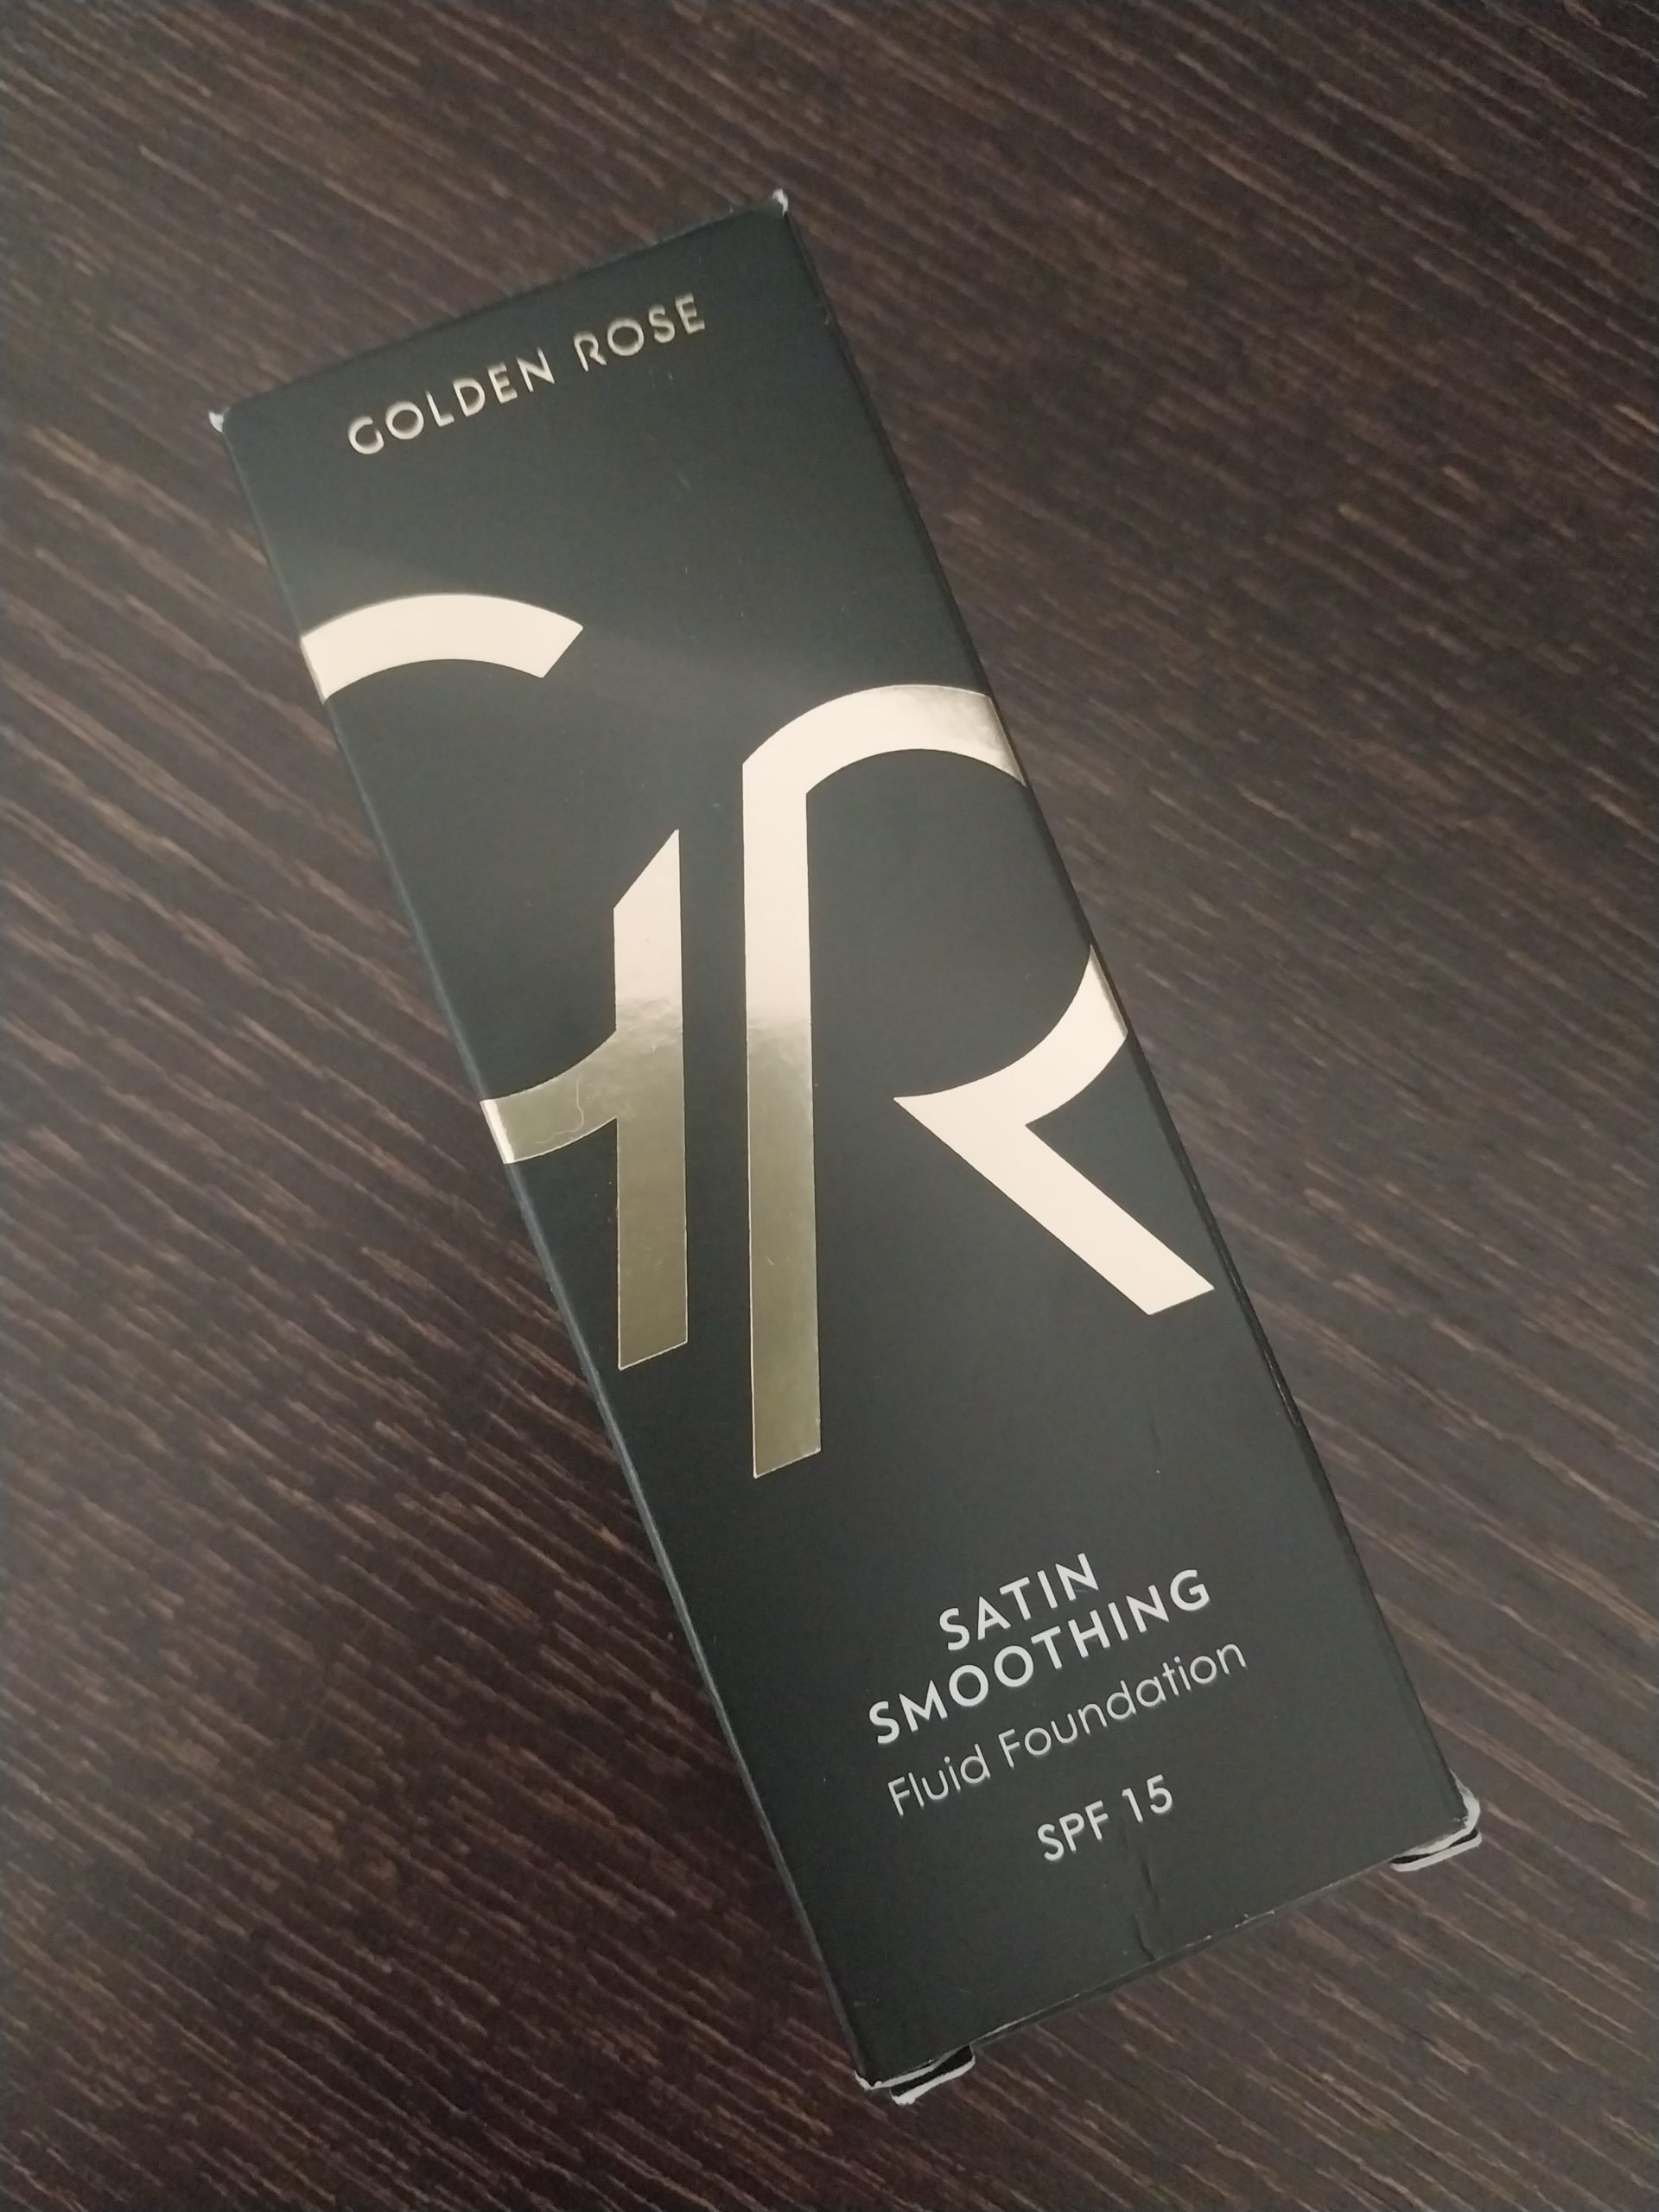 GOLDEN ROSE
GR
SATIN
SMOOTHING
Fluid Foundation
SPF 15